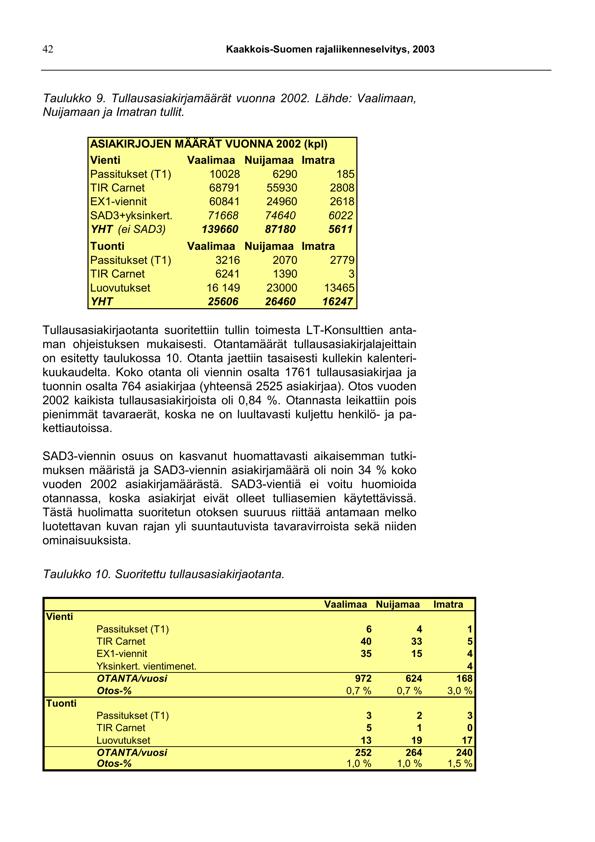 42
Kaakkois-Suomen rajaliikenneselvitys, 2003
Taulukko 9. Tullausasiakirjamäärät vuonna 2002. Lähde: Vaalimaan,
Nuijamaan ja Imatran tullit.
ASIAKIRJOJEN MÄÄRÄT VUONNA 2002 (kpl)
Vienti Vaalimaa Nuijamaa Imatra
Passitukset (T1) 10028 6290 185
TIR Carnet 68791 55930 2808
EX1-viennit 60841 24960 2618
SAD3+yksinkert. 71668 74640 6022
YHT (ei SAD3) 139660 87180 5611
Tuonti Vaalimaa Nuijamaa Imatra
Passitukset (T1) 3216 2070 2779
TIR Carnet 6241 1390 3
Luovutukset 16 149 23000 13465
YHT 25606 26460 16247
Tullausasiakirjaotanta suoritettiin tullin toimesta LT-Konsulttien anta-
man ohjeistuksen mukaisesti. Otantamäärät tullausasiakirjalajeittain
on esitetty taulukossa 10. Otanta jaettiin tasaisesti kullekin kalenteri-
kuukaudelta. Koko otanta oli viennin osalta 1761 tullausasiakirjaa ja
tuonnin osalta 764 asiakirjaa (yhteensä 2525 asiakirjaa). Otos vuoden
2002 kaikista tullausasiakirjoista oli 0,84 %. Otannasta leikattiin pois
pienimmät tavaraerät, koska ne on luultavasti kuljettu henkilö- ja pa-
kettiautoissa.
SAD3-viennin osuus on kasvanut huomattavasti aikaisemman tutki-
muksen määristä ja SAD3-viennin asiakirjamäärä oli noin 34 % koko
vuoden 2002 asiakirjamäärästä. SAD3-vientiä ei voitu huomioida
otannassa, koska asiakirjat eivät olleet tulliasemien käytettävissä.
Tästä huolimatta suoritetun otoksen suuruus riittää antamaan melko
luotettavan kuvan rajan yli suuntautuvista tavaravirroista sekä niiden
ominaisuuksista.
Taulukko 10. Suoritettu tullausasiakirjaotanta.
Vaalimaa Nuijamaa Imatra
Vienti
Passitukset (T1) 6 4 1
TIR Carnet 40 33 5
EX1-viennit 35 15 4
Yksinkert. vientimenet. 4
OTANTA/vuosi 972 624 168
Otos-% 0,7 % 0,7 % 3,0 %
Tuonti
Passitukset (T1) 3 2 3
TIR Carnet 5 1 0
Luovutukset 13 19 17
OTANTA/vuosi 252 264 240
Otos-% 1,0 % 1,0 % 1,5 %